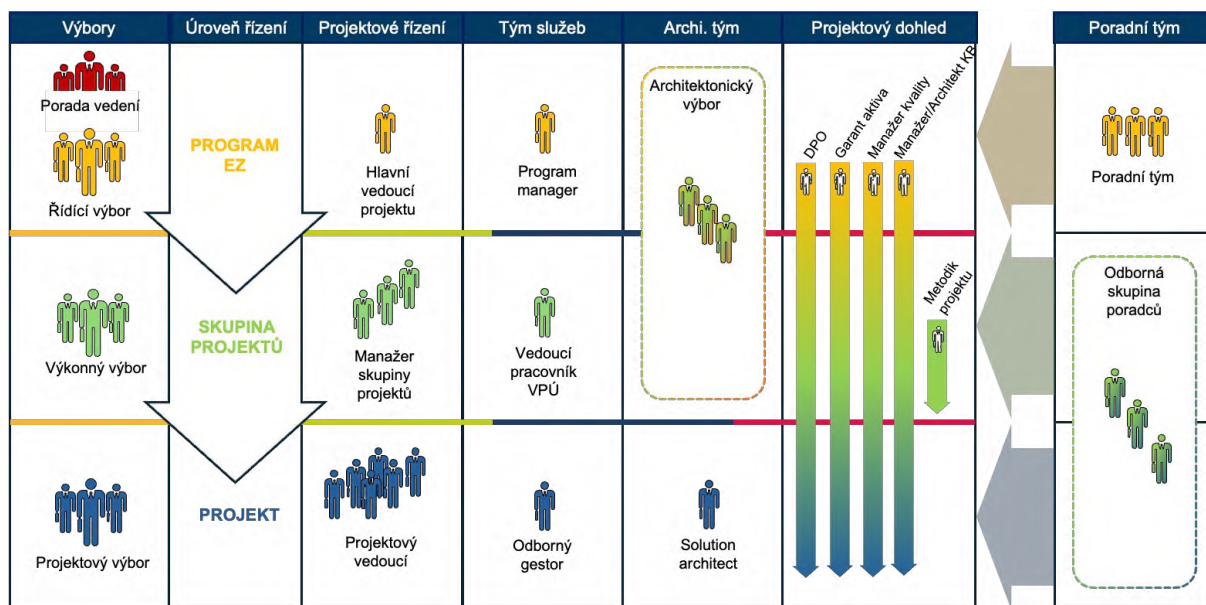 Výbory
Úroveň řízení
Projektové řízení
Tým služeb
Archi. tým
Projektový dohled
Poradní tým
Porada vedení
Řídící výbor
PROGRAM
EZ
Hlavní
vedoucí
projektu
Program
manager
Architektonický
výbor
DPO
Garant aktiva
Manažer kvality
Manažer/Architekt KB
Poradní tým
Výkonný výbor
SKUPINA
PROJEKTŮ
Manažer
skupiny
projektů
Vedoucí
pracovník
VPÚ
Metodik
projektu
Odborná
skupina
poradců
Projektový výbor
PROJEKT
Projektový
vedoucí
Odborný
gestor
Solution
architect